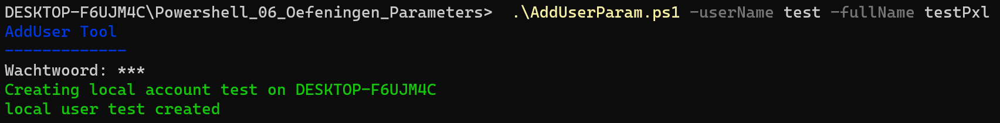 DESKTOP-F6UJM4C\Powershell_06_Oefeningen_Parameters>  .\AddUserParam.ps1 -userName test -fullName testPxl
AddUser Tool
-------------
Wachtwoord: ***
Creating local account test on DESKTOP-F6UJM4C
local user test created